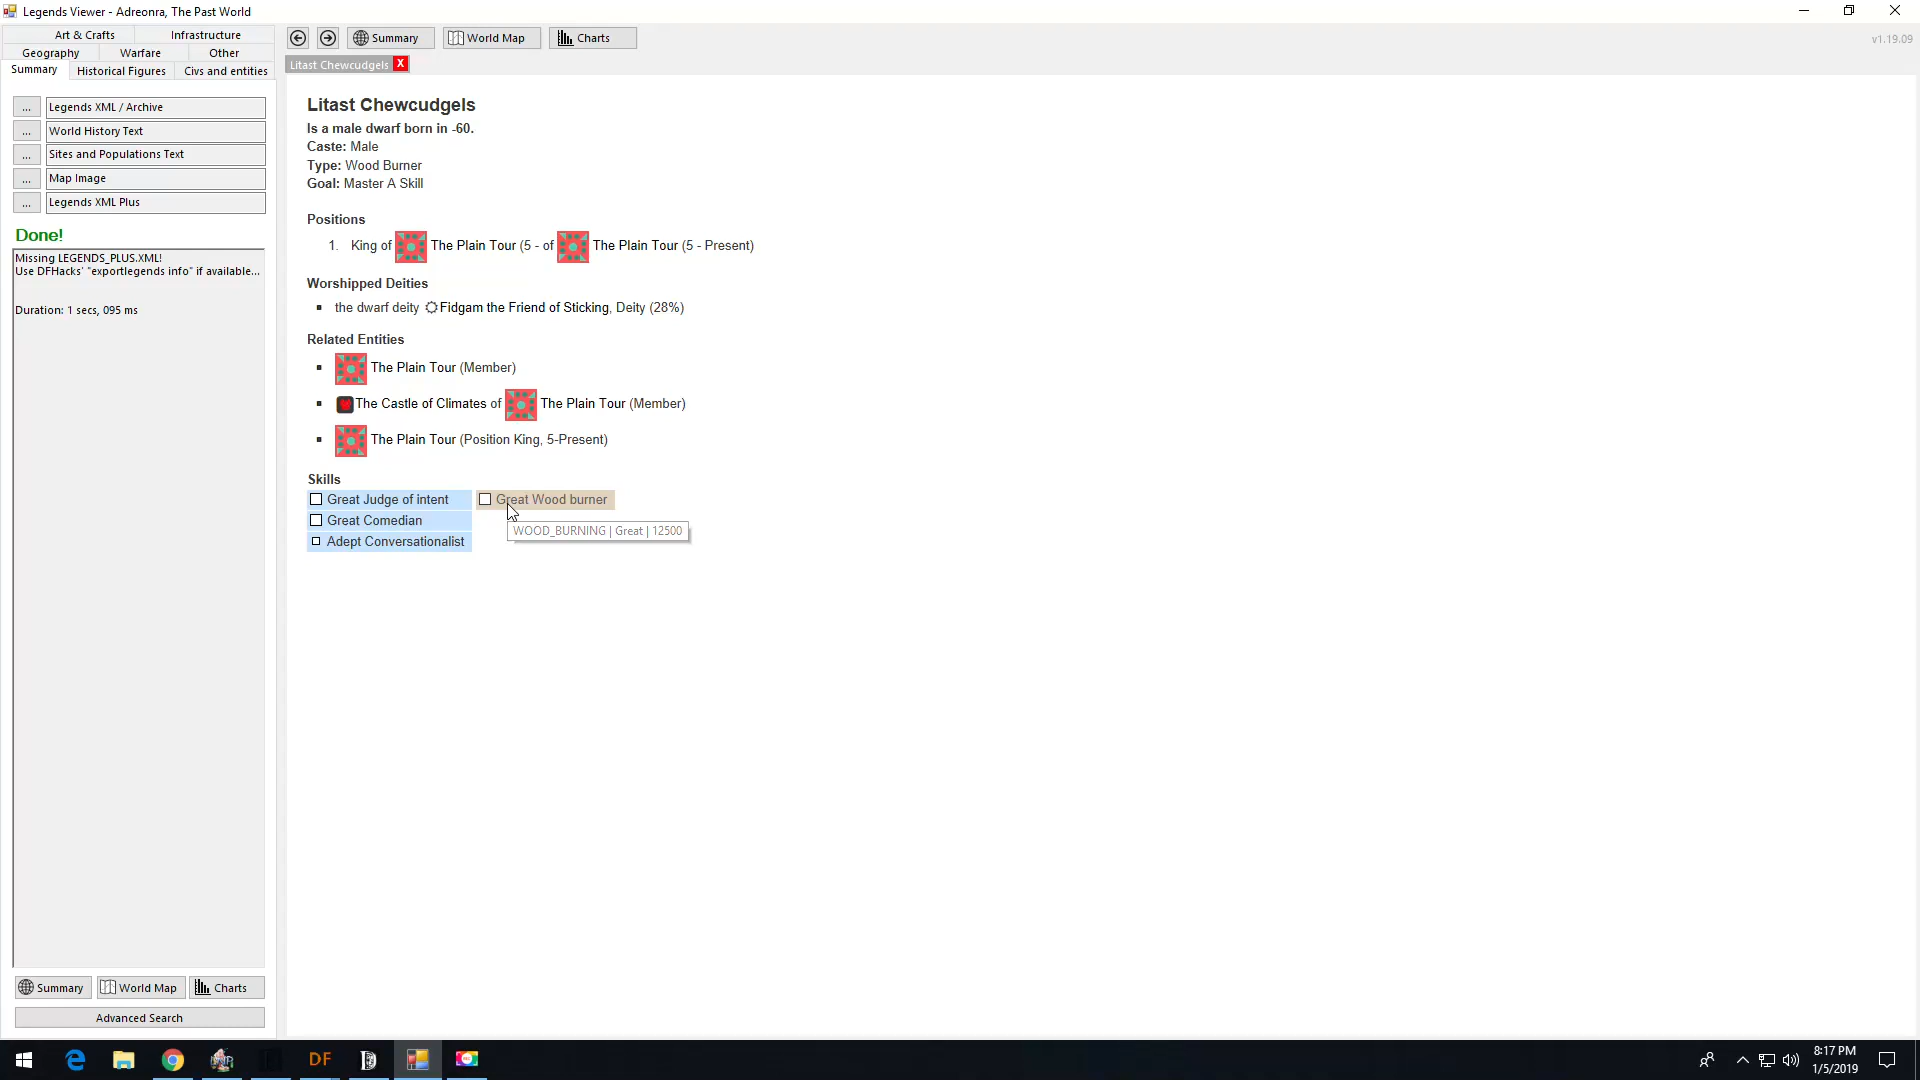 Legends Viewer - Adreonra, The Past World
Art & Crafts Infrastructure
Geography Warfare Other
Summary Historical Figures Civs and entities
Summary World Map Charts
v1.19.09
Litast Chewcudgels X
... Legends XML / Archive
... World History Text
... Sites and Populations Text
... Map Image
... Legends XML Plus
Done!
Missing LEGENDS_PLUS.XML!
Use DFHacks' "exportlegends info" if available...
Duration: 1 secs, 095 ms
Summary World Map Charts
Advanced Search
Litast Chewcudgels
Is a male dwarf born in -60.
Caste: Male
Type: Wood Burner
Goal: Master A Skill
Positions
1. King of The Plain Tour (5 - of The Plain Tour (5 - Present)
Worshipped Deities
the dwarf deity Fidgam the Friend of Sticking, Deity (28%)
Related Entities
The Plain Tour (Member)
The Castle of Climates of The Plain Tour (Member)
The Plain Tour (Position King, 5-Present)
Skills
Great Judge of intent Great Wood burner
Great Comedian
WOOD_BURNING | Great | 12500
Adept Conversationalist
DF
8:17 PM
1/5/2019